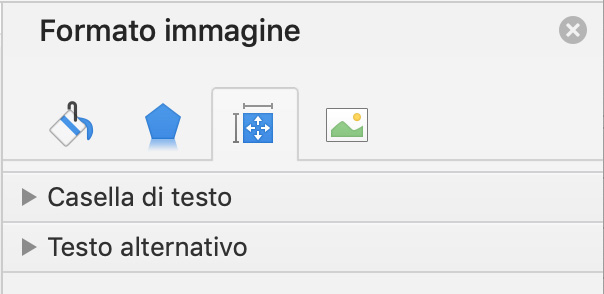 Formato immagine
Casella di testo
Testo alternativo